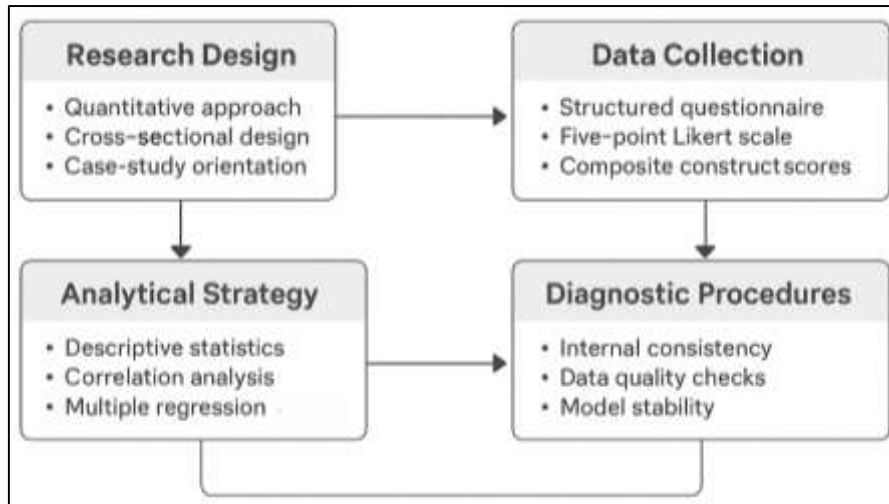 Research Design
• Quantitative approach
• Cross-sectional design
• Case-study orientation
Data Collection
• Structured questionnaire
• Five-point Likert scale
• Composite construct scores
Analytical Strategy
• Descriptive statistics
• Correlation analysis
• Multiple regression
Diagnostic Procedures
• Internal consistency
• Data quality checks
• Model stability